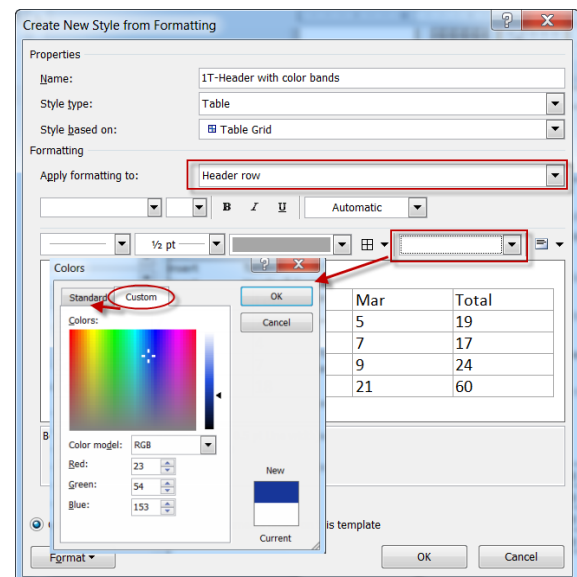 Create New Style from Formatting
Properties
Name:
1T-Header with color bands
Style type:
Table
Style based on:
Table Grid
Formatting
Apply formatting to:
Header row
B I U Automatic
½ pt
Colors
Standard Custom
OK
Cancel
Colors:
Color model: RGB
Red: 23
Green: 54
Blue: 153
New
Current
Mar Total
5 19
7 17
9 24
21 60
B
is template
Format
OK Cancel